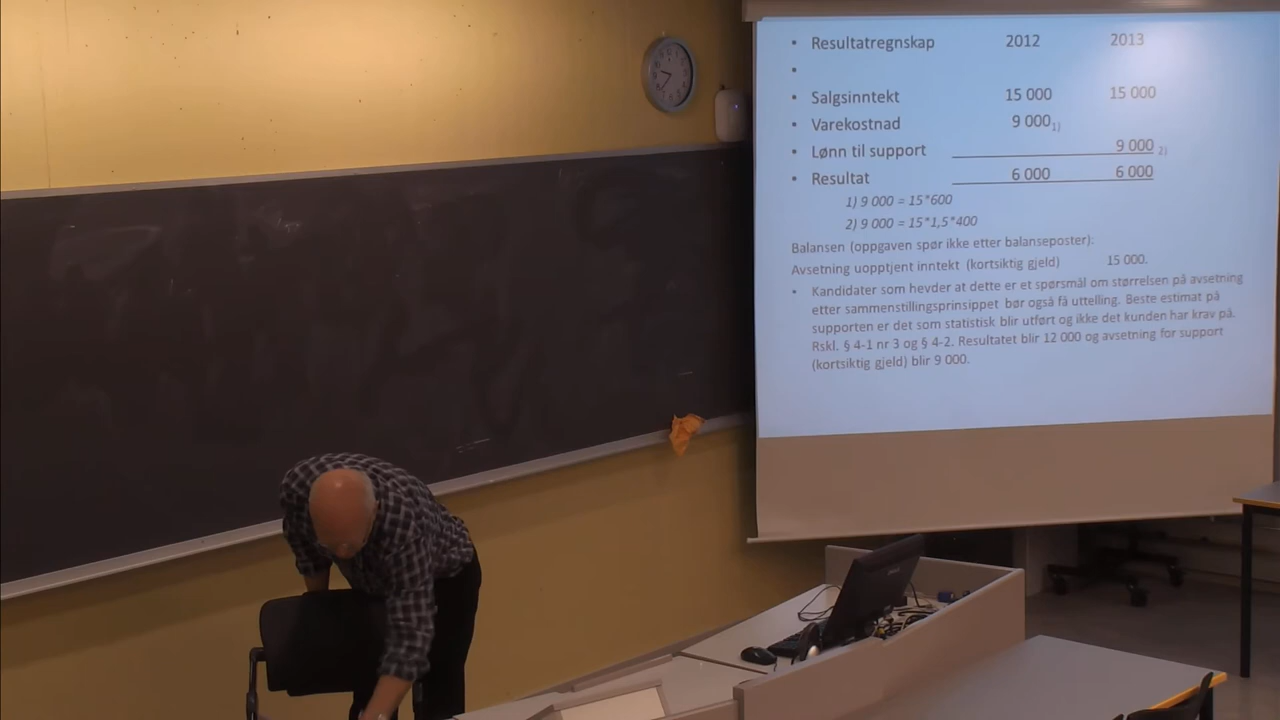 • Resultatregnskap 2012 2013
•
• Salgsinntekt 15 000 15 000
• Varekostnad 9 000 1)
• Lønn til support 9 000 2)
• Resultat 6 000 6 000
1) 9 000 = 15*600
2) 9 000 = 15*1,5*400
Balansen (oppgaven spør ikke etter balanseposter):
Avsetning uopptjent inntekt (kortsiktig gjeld) 15 000.
• Kandidater som hevder at dette er et spørsmål om størrelsen på avsetning
etter sammenstillingsprinsippet bør også få uttelling. Beste estimat på
supporten er det som statistisk blir utført og ikke det kunden har krav på.
Rskl. § 4-1 nr 3 og § 4-2. Resultatet blir 12 000 og avsetning for support
(kortsiktig gjeld) blir 9 000.